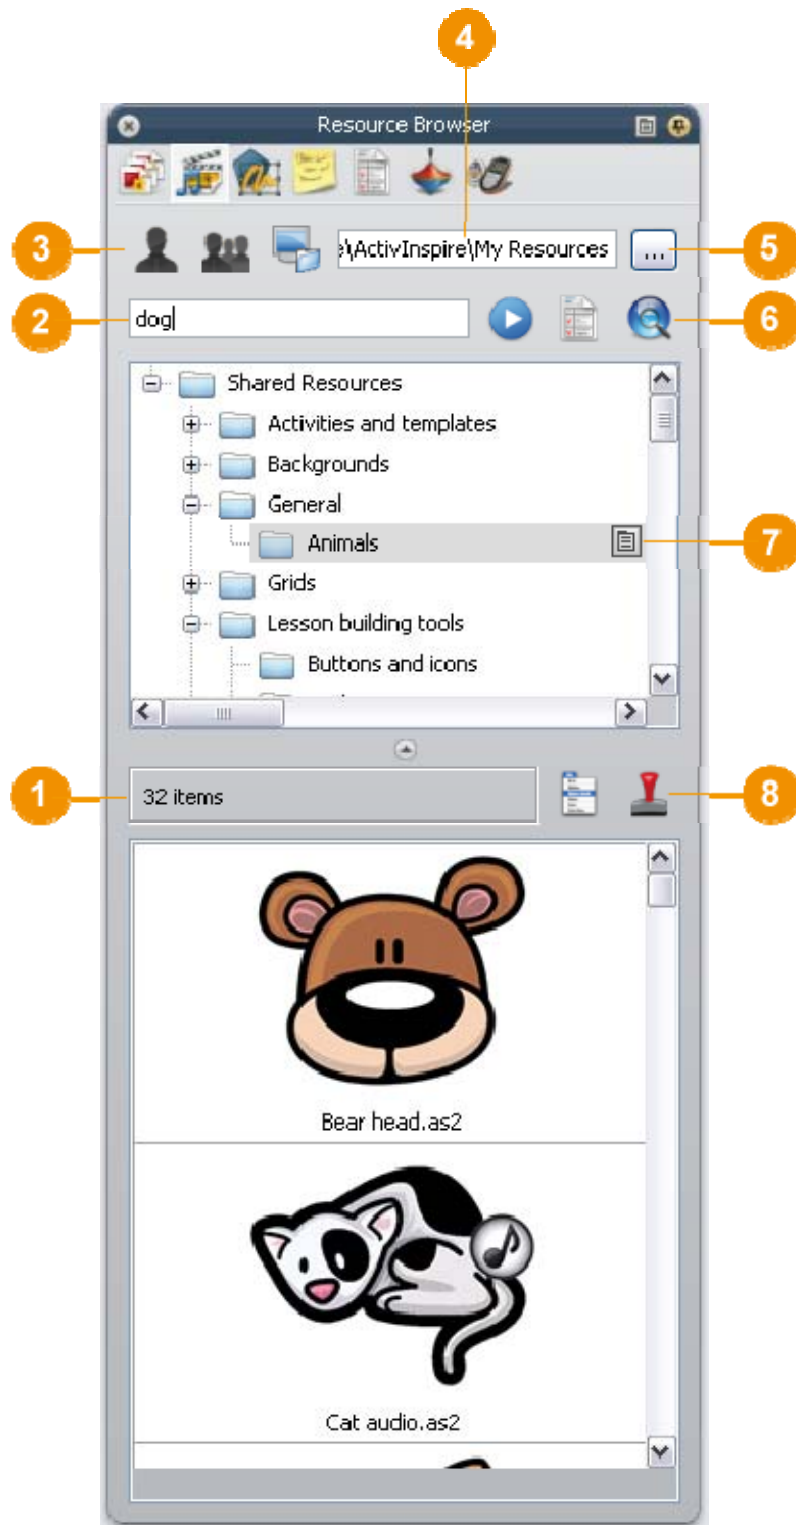 4
Resource Browser
3
e\ActivInspire\My Resources
...
5
2
dog
6
Shared Resources
Activities and templates
Backgrounds
General
Animals
7
Grids
Lesson building tools
Buttons and icons
1
32 items
8
Bear head.as2
Cat audio.as2